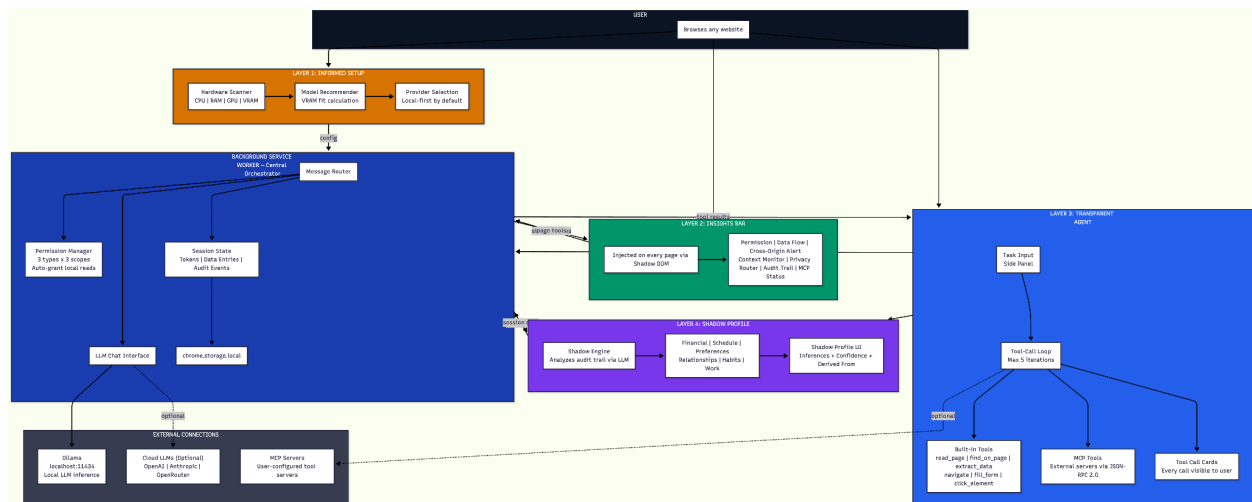 USER
Browses any website
LAYER 1: INFORMED SETUP
Hardware Scanner
CPU | RAM | GPU | VRAM
Model Recommender
VRAM fit calculation
Provider Selection
Local-first by default
config
BACKGROUND SERVICE
WORKER — Central
Orchestrator
Message Router
Permission Manager
3 types x 3 scopes
Auto-grant local reads
Session State
Tokens | Data Entries |
Audit Events
LLM Chat Interface
chrome.storage.local
tool results
LAYER 2: INSIGHTS BAR
Injected on every page via
Shadow DOM
Permission | Data Flow |
Cross-Origin Alert
Context Monitor | Privacy
Router | Audit Trail | MCP
Status
session
LAYER 4: SHADOW PROFILE
Shadow Engine
Analyzes audit trail via LLM
Financial | Schedule |
Preferences
Relationships | Habits |
Work
Shadow Profile UI
Inferences + Confidence +
Derived From
LAYER 3: TRANSPARENT
AGENT
Task Input
Side Panel
Tool-Call Loop
Max 5 iterations
optional
optional
Built-in Tools
read_page | find_on_page |
extract_data
navigate | fill_form |
click_element
MCP Tools
External servers via JSON-
RPC 2.0
Tool Call Cards
Every call visible to user
EXTERNAL CONNECTIONS
Ollama
localhost:11434
Local LLM inference
Cloud LLMs (Optional)
OpenAI | Anthropic |
OpenRouter
MCP Servers
User-configured tool
servers